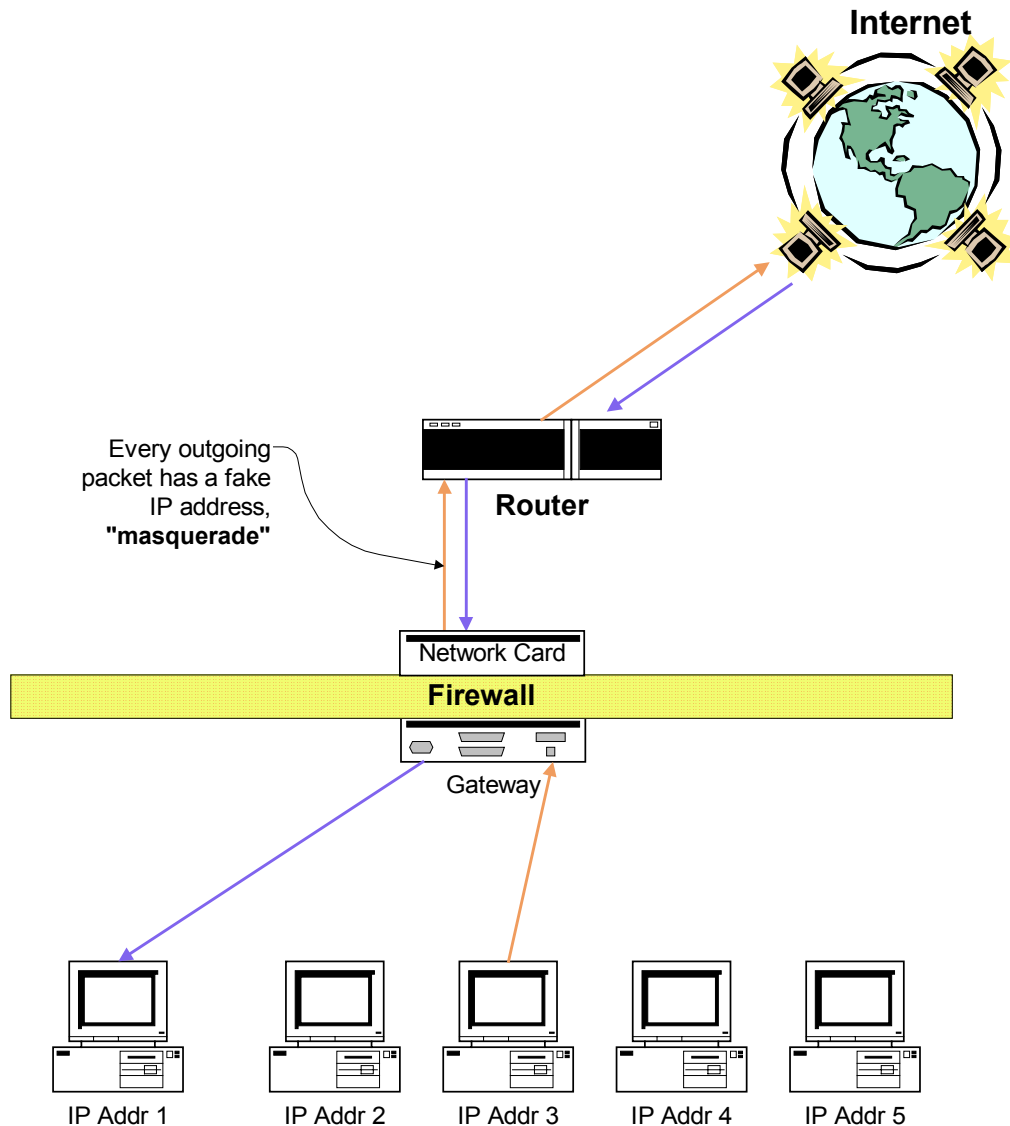 Internet
Every outgoing
packet has a fake
IP address,
"masquerade"
Router
Network Card
Firewall
Gateway
IP Addr 1
IP Addr 2
IP Addr 3
IP Addr 4
IP Addr 5